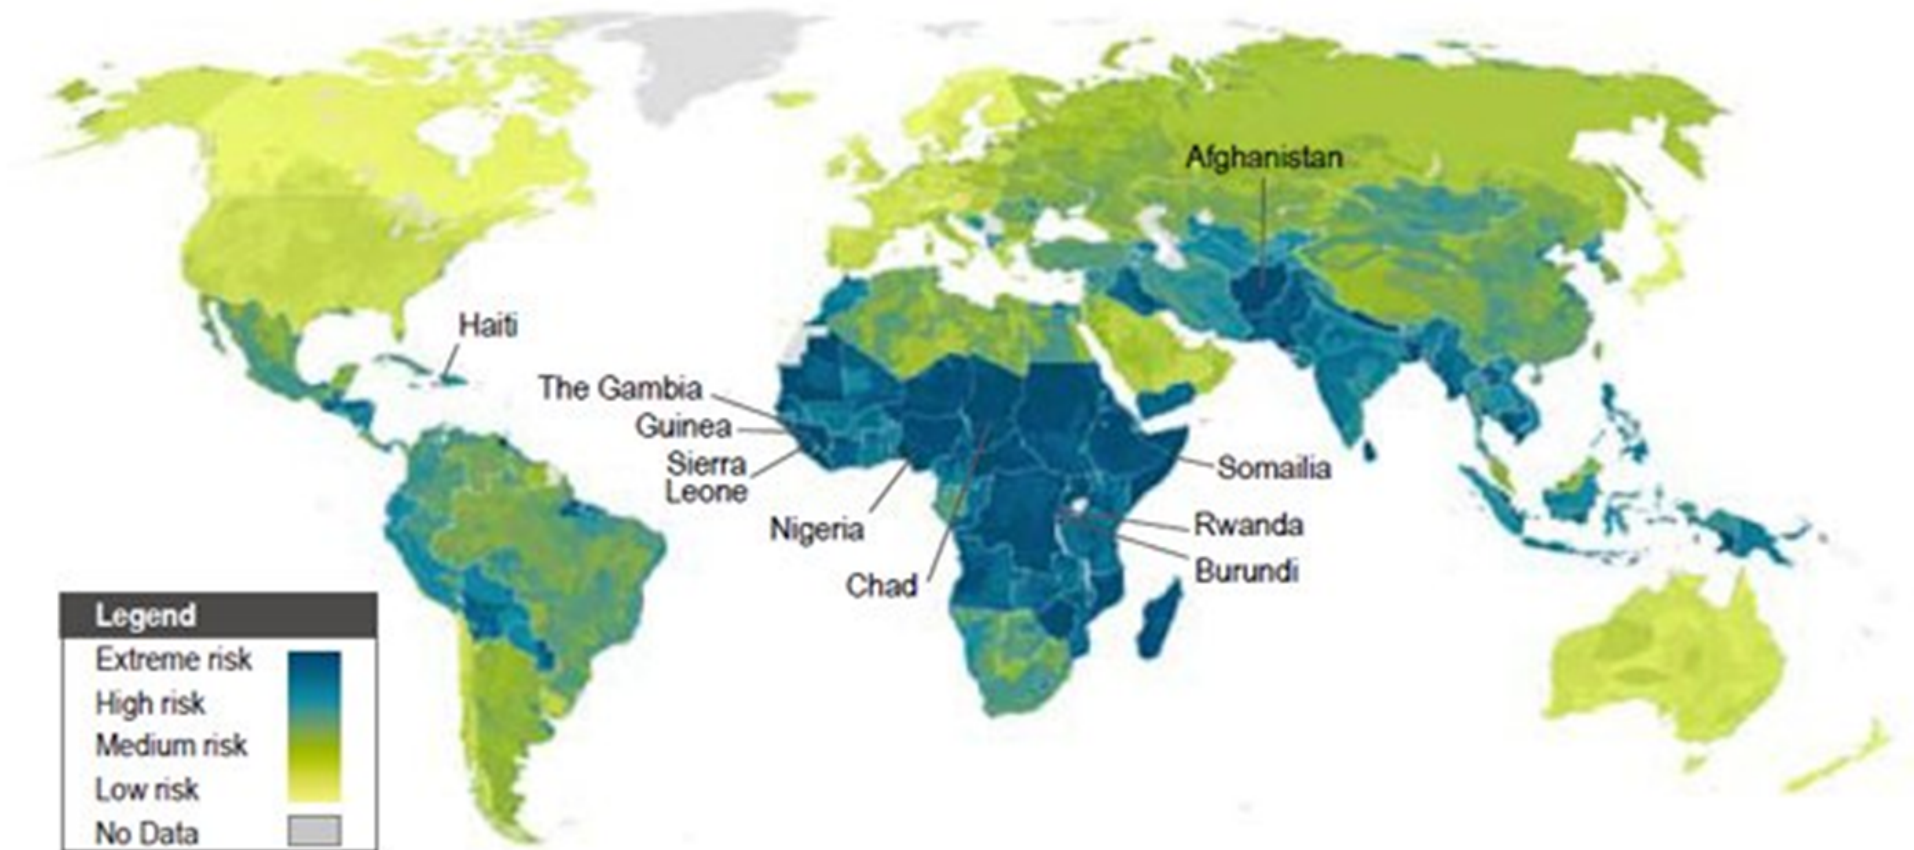 Afghanistan
Haiti
The Gambia
Guinea
Sierra
Leone
Somailia
Nigeria
Rwanda
Burundi
Chad
Legend
Extreme risk
High risk
Medium risk
Low risk
No Data